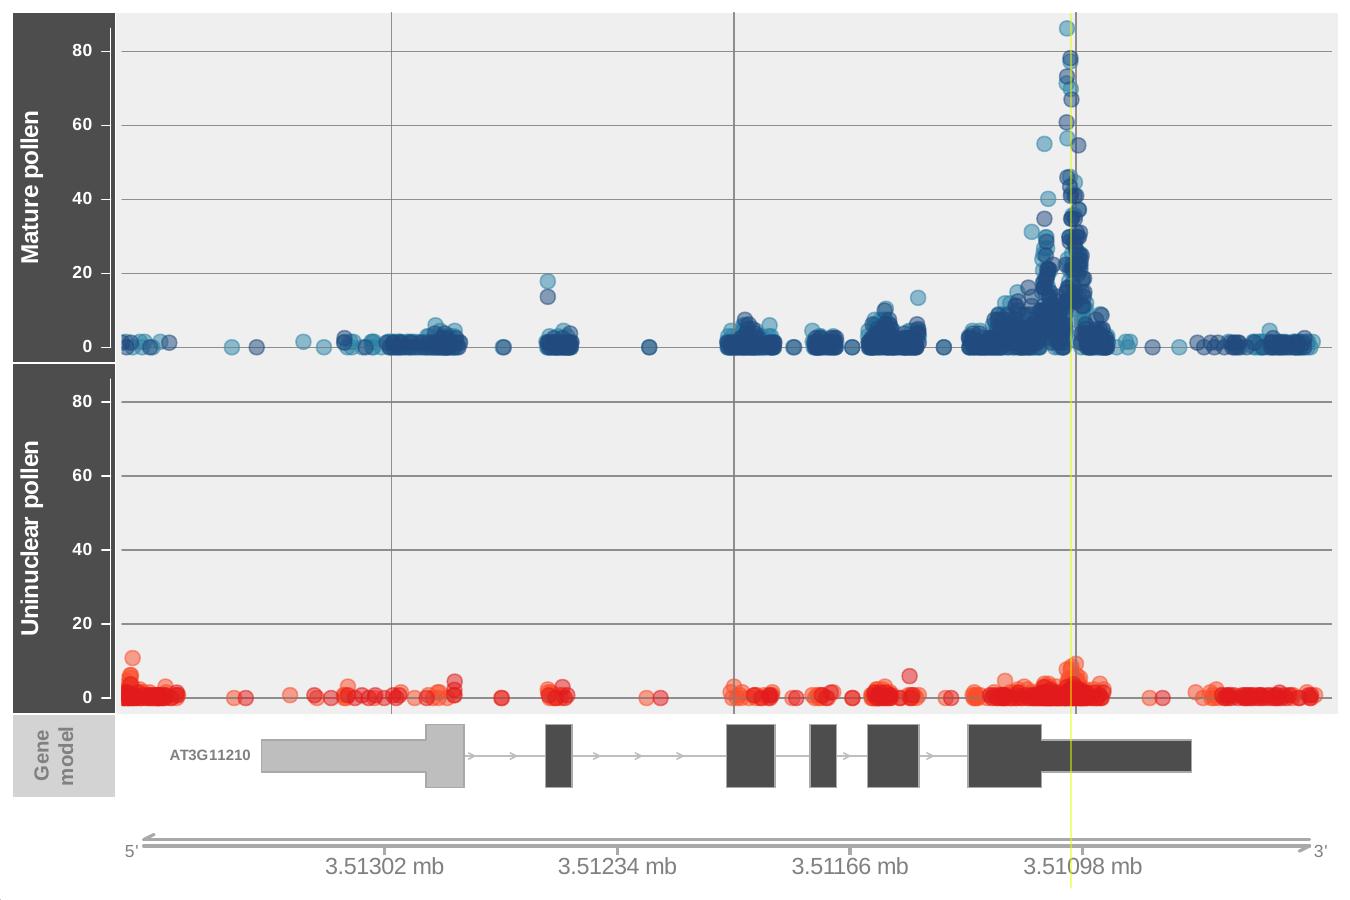 Mature pollen
80
60
40
20
0
Uninuclear pollen
80
60
40
20
0
Gene
model
AT3G11210
5'
3'
3.51302 mb
3.51234 mb
3.51166 mb
3.51098 mb